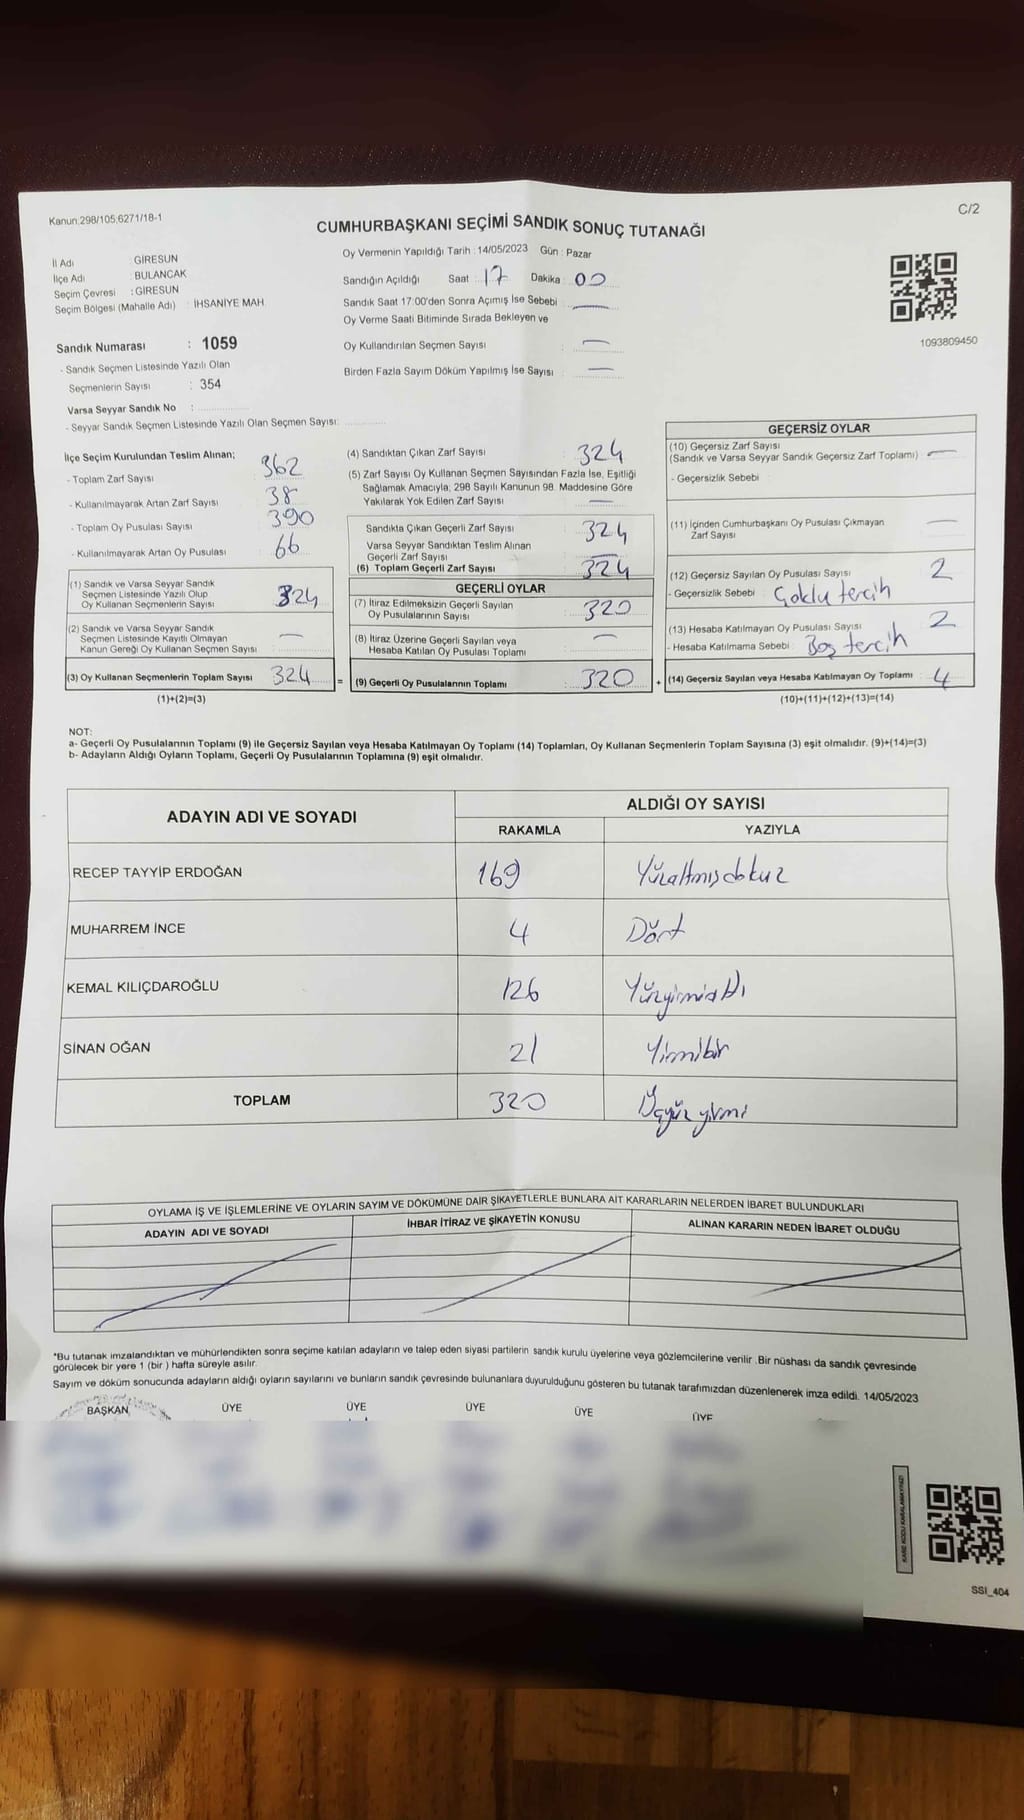 Kanun:298/105;6271/18-1
C/2
CUMHURBAŞKANI SEÇİMİ SANDIK SONUÇ TUTANAĞI
İl Adı GİRESUN
İlçe Adı BULANCAK
Seçim Çevresi : GİRESUN
Seçim Bölgesi (Mahalle Adı) : İHSANİYE MAH
Sandık Numarası : 1059
- Sandık Seçmen Listesinde Yazılı Olan
Seçmenlerin Sayısı : 354
Varsa Seyyar Sandık No :
- Seyyar Sandık Seçmen Listesinde Yazılı Olan Seçmen Sayısı:
Oy Vermenin Yapıldığı Tarih : 14/05/2023 Gün : Pazar
Sandığın Açıldığı Saat : 17 Dakika : 00
Sandık Saat 17:00'den Sonra Açımış İse Sebebi —
Oy Verme Saati Bitiminde Sırada Bekleyen ve
Oy Kullandırılan Seçmen Sayısı : —
Birden Fazla Sayım Döküm Yapılmış İse Sayısı : —
1093809450
İlçe Seçim Kurulundan Teslim Alınan;
- Toplam Zarf Sayısı 362
- Kullanılmayarak Artan Zarf Sayısı 38
- Toplam Oy Pusulası Sayısı 390
- Kullanılmayarak Artan Oy Pusulası 66
(1) Sandık ve Varsa Seyyar Sandık
Seçmen Listesinde Yazılı Olup
Oy Kullanan Seçmenlerin Sayısı 324
(2) Sandık ve Varsa Seyyar Sandık
Seçmen Listesinde Kayıtlı Olmayan
Kanun Gereği Oy Kullanan Seçmen Sayısı —
(3) Oy Kullanan Seçmenlerin Toplam Sayısı 324
(1)+(2)=(3)
(4) Sandıktan Çıkan Zarf Sayısı 324
(5) Zarf Sayısı Oy Kullanan Seçmen Sayısından Fazla İse, Eşitliği
Sağlamak Amacıyla; 298 Sayılı Kanunun 98. Maddesine Göre
Yakılarak Yok Edilen Zarf Sayısı —
Sandıkta Çıkan Geçerli Zarf Sayısı 324
Varsa Seyyar Sandıktan Teslim Alınan
Geçerli Zarf Sayısı —
(6) Toplam Geçerli Zarf Sayısı 324
GEÇERLİ OYLAR
(7) İtiraz Edilmeksizin Geçerli Sayılan
Oy Pusulalarının Sayısı 320
(8) İtiraz Üzerine Geçerli Sayılan veya
Hesaba Katılan Oy Pusulası Toplamı —
= (9) Geçerli Oy Pusulalarının Toplamı : 320
GEÇERSİZ OYLAR
(10) Geçersiz Zarf Sayısı
(Sandık ve Varsa Seyyar Sandık Geçersiz Zarf Toplamı) : —
- Geçersizlik Sebebi
(11) İçinden Cumhurbaşkanı Oy Pusulası Çıkmayan
Zarf Sayısı —
(12) Geçersiz Sayılan Oy Pusulası Sayısı 2
- Geçersizlik Sebebi : Çoklu tercih
(13) Hesaba Katılmayan Oy Pusulası Sayısı 2
- Hesaba Katılmama Sebebi : Boş tercih
+ (14) Geçersiz Sayılan veya Hesaba Katılmayan Oy Toplamı : 4
(10)+(11)+(12)+(13)=(14)
NOT:
a- Geçerli Oy Pusulalarının Toplamı (9) ile Geçersiz Sayılan veya Hesaba Katılmayan Oy Toplamı (14) Toplamları, Oy Kullanan Seçmenlerin Toplam Sayısına (3) eşit olmalıdır. (9)+(14)=(3)
b- Adayların Aldığı Oyların Toplamı, Geçerli Oy Pusulalarının Toplamına (9) eşit olmalıdır.
ADAYIN ADI VE SOYADI ALDIĞI OY SAYISI
RAKAMLA YAZIYLA
RECEP TAYYİP ERDOĞAN 169 Yüzaltmışdokuz
MUHARREM İNCE 4 Dört
KEMAL KILIÇDAROĞLU 126 Yüzyirmialtı
SİNAN OĞAN 21 Yirmibir
TOPLAM 320 Üçyüzyirmi
OYLAMA İŞ VE İŞLEMLERİNE VE OYLARIN SAYIM VE DÖKÜMÜNE DAİR ŞİKAYETLERLE BUNLARA AİT KARARLARIN NELERDEN İBARET BULUNDUKLARI
ADAYIN ADI VE SOYADI İHBAR İTİRAZ VE ŞİKAYETİN KONUSU ALINAN KARARIN NEDEN İBARET OLDUĞU
*Bu tutanak imzalandıktan ve mühürlendikten sonra seçime katılan adayların ve talep eden siyasi partilerin sandık kurulu üyelerine veya gözlemcilerine verilir. Bir nüshası da sandık çevresinde
görülecek bir yere 1 (bir ) hafta süreyle asılır.
Sayım ve döküm sonucunda adayların aldığı oyların sayılarını ve bunların sandık çevresinde bulunanlara duyurulduğunu gösteren bu tutanak tarafımızdan düzenlenerek imza edildi. 14/05/2023
BAŞKAN ÜYE ÜYE ÜYE ÜYE ÜYE
KARE KODU KARALAMAYINIZ!
SSI_404